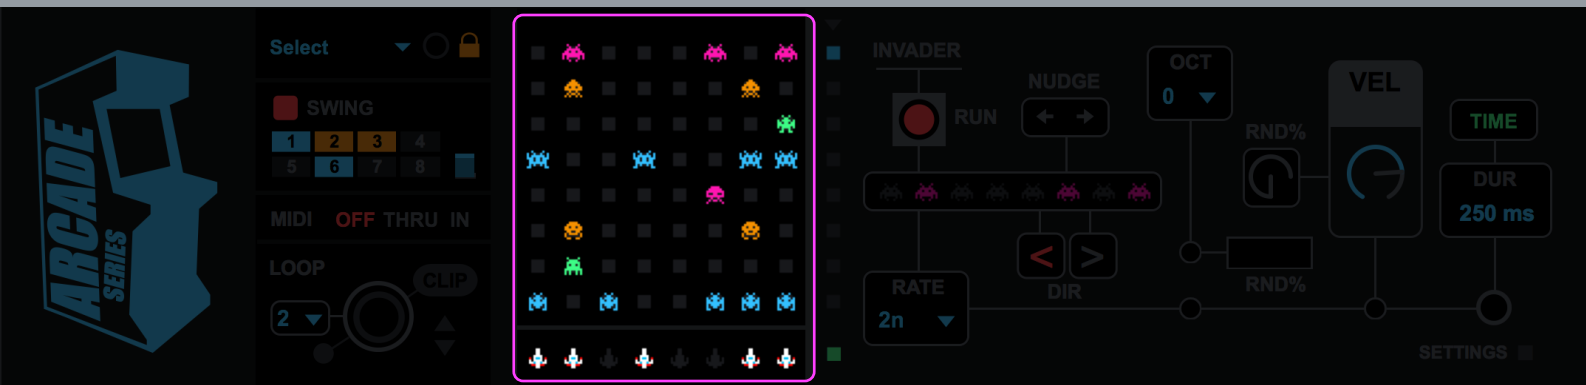 ARCADE
SERIES
Select
SWING
1 2 3 4
5 6 7 8
MIDI OFF THRU IN
LOOP
CLIP
2
INVADER
RUN
NUDGE
OCT
0
VEL
RND%
TIME
DUR
250 ms
< >
DIR
RATE
2n
RND%
SETTINGS